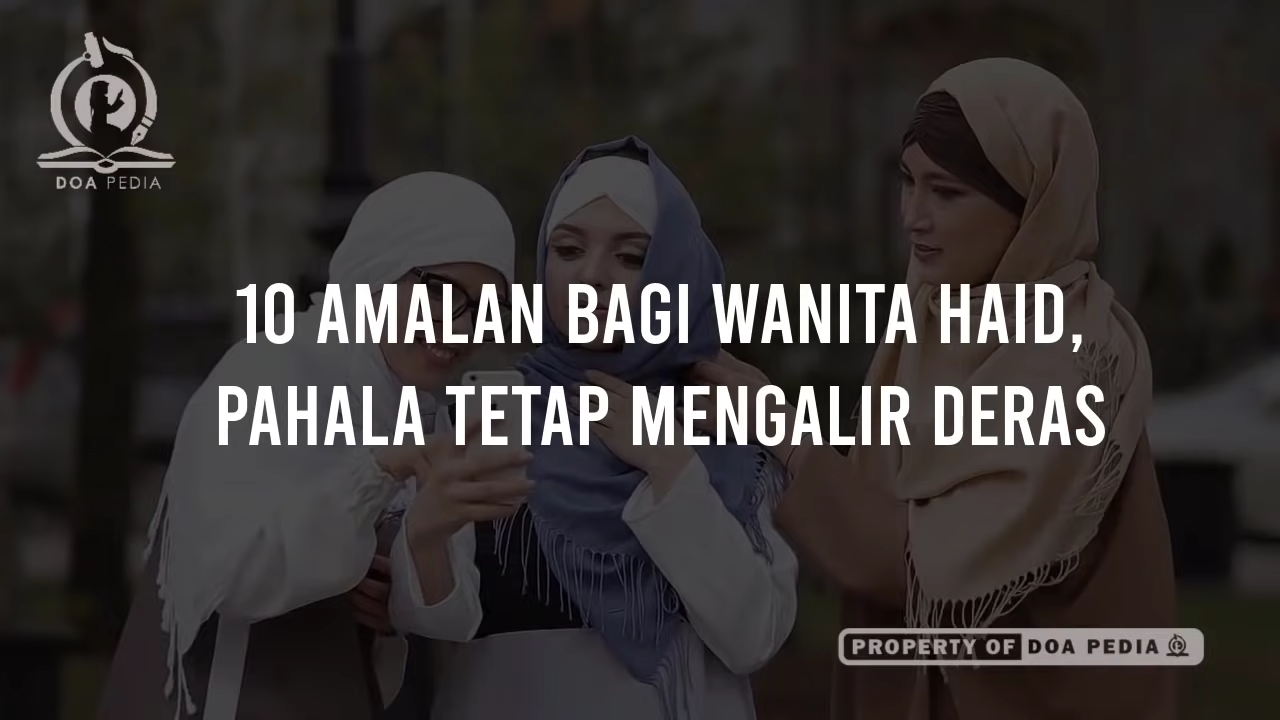 DOA PEDIA
10 AMALAN BAGI WANITA HAID,
PAHALA TETAP MENGALIR DERAS
PROPERTY OF DOA PEDIA